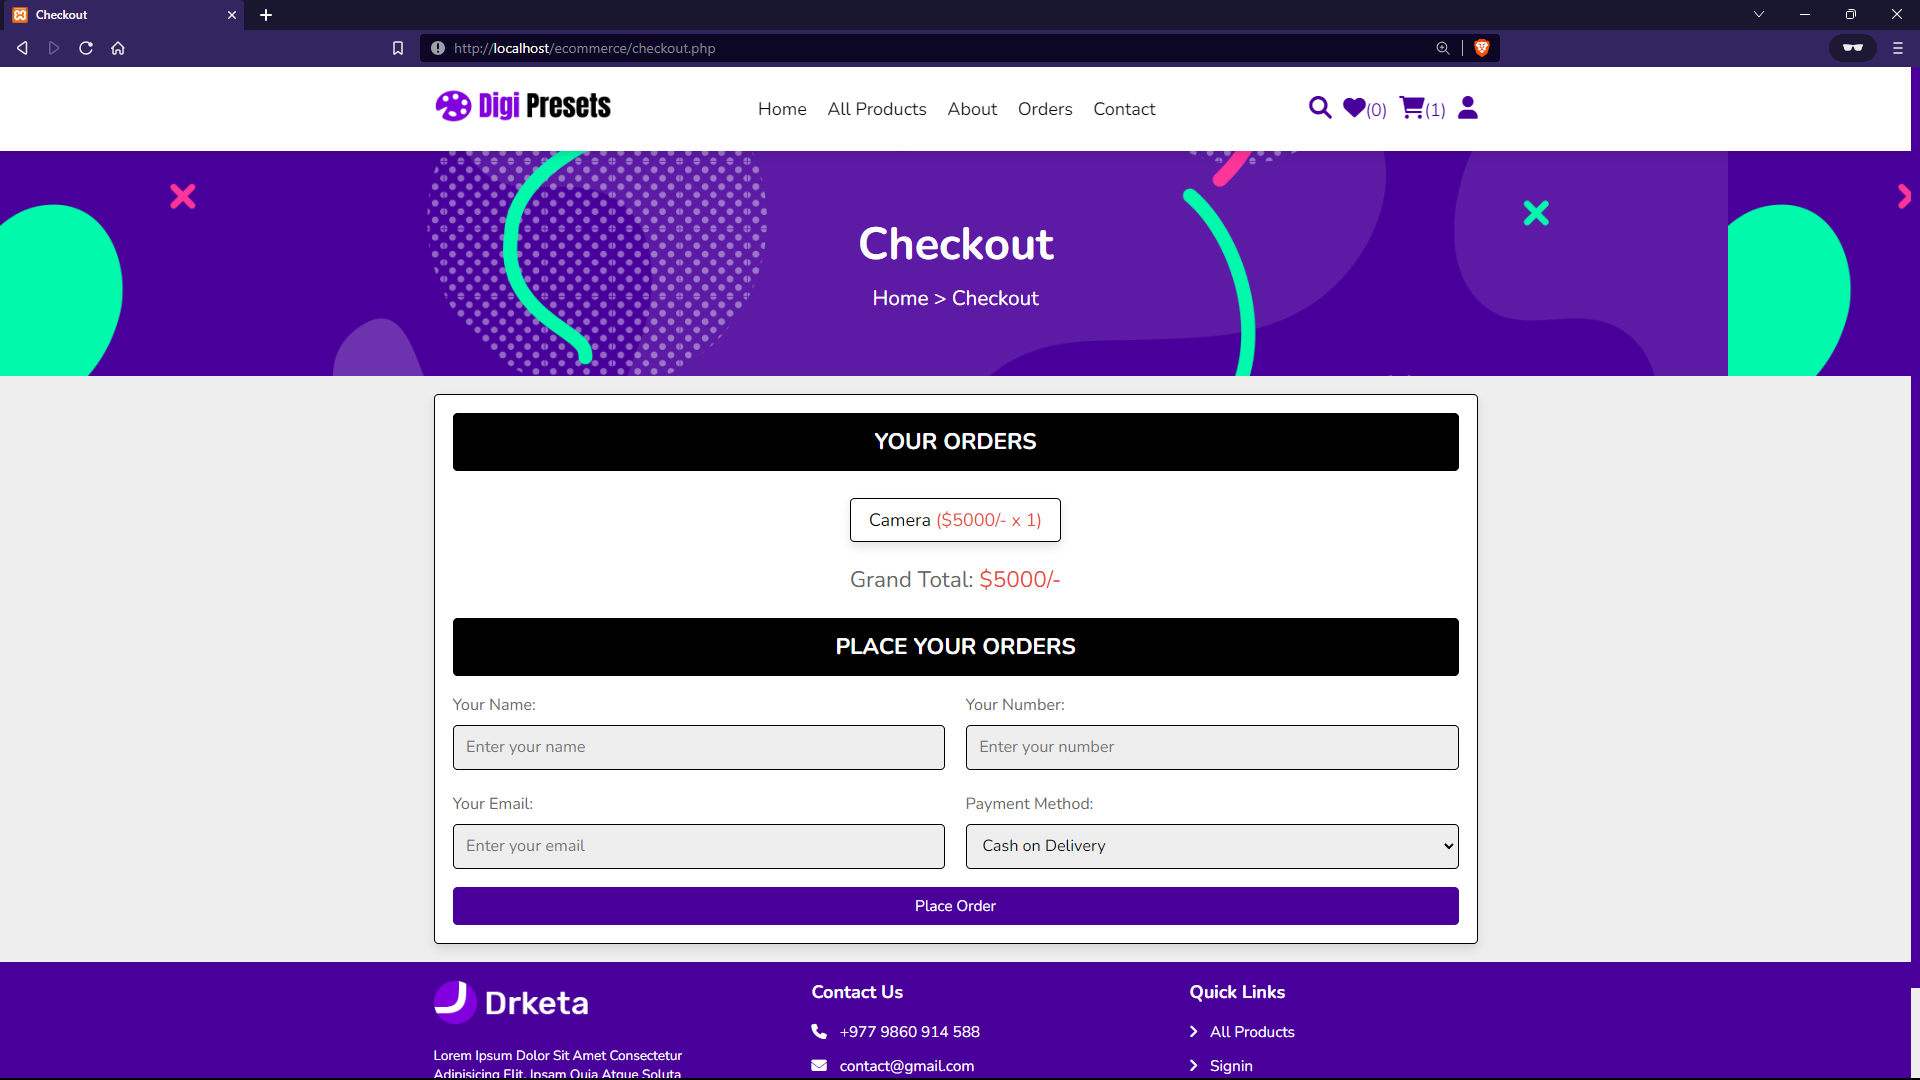 Checkout
http://localhost/ecommerce/checkout.php
Digi Presets
Home All Products About Orders Contact
(0) (1)
Checkout
Home > Checkout
YOUR ORDERS
Camera ($5000/- x 1)
Grand Total: $5000/-
PLACE YOUR ORDERS
Your Name: Your Number:
Enter your name Enter your number
Your Email: Payment Method:
Enter your email Cash on Delivery
Place Order
Drketa Contact Us Quick Links
+977 9860 914 588 All Products
Lorem Ipsum Dolor Sit Amet Consectetur
contact@gmail.com Signin
Adipisicing Elit. Ipsam Quia Atque Soluta